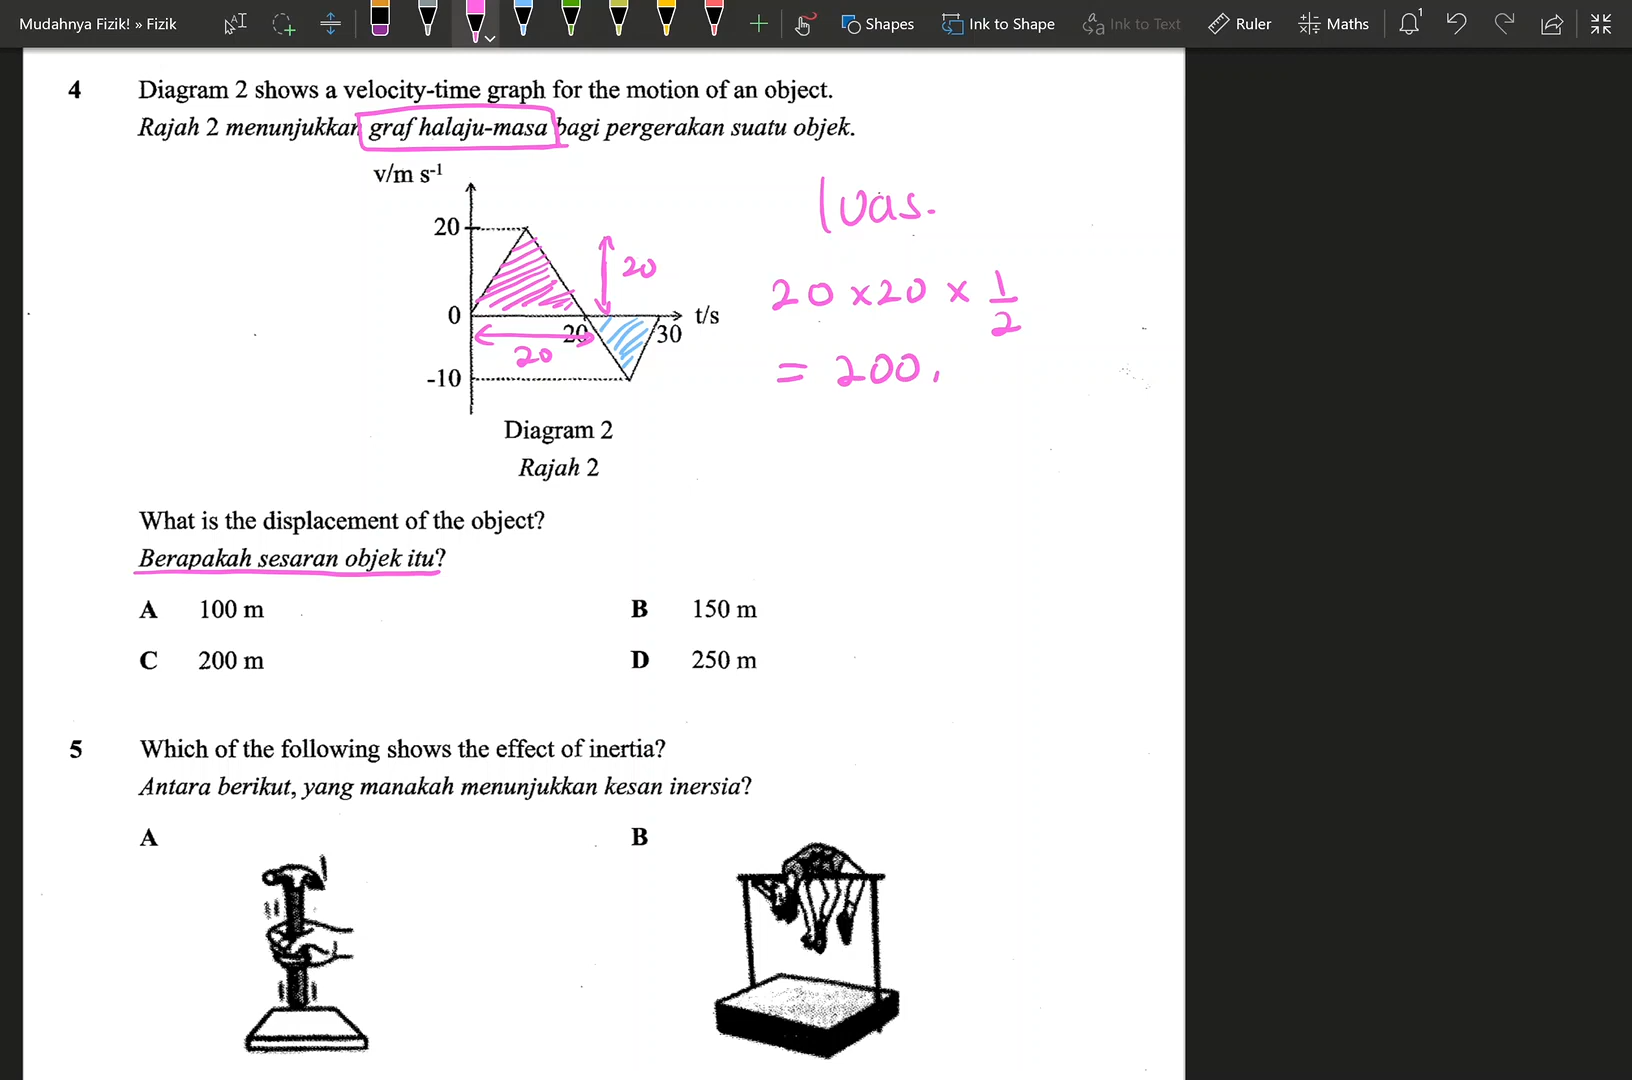 Mudahnya Fizik! » Fizik
Shapes
Ink to Shape
Ink to Text
Ruler
Maths
1
4 Diagram 2 shows a velocity-time graph for the motion of an object.
Rajah 2 menunjukkan graf halaju-masa bagi pergerakan suatu objek.
v/m s⁻¹
20
0
-10
20
30
t/s
20
20
luas.
20 x 20 x 1/2
= 200.
Diagram 2
Rajah 2
What is the displacement of the object?
Berapakah sesaran objek itu?
A 100 m B 150 m
C 200 m D 250 m
5 Which of the following shows the effect of inertia?
Antara berikut, yang manakah menunjukkan kesan inersia?
A B